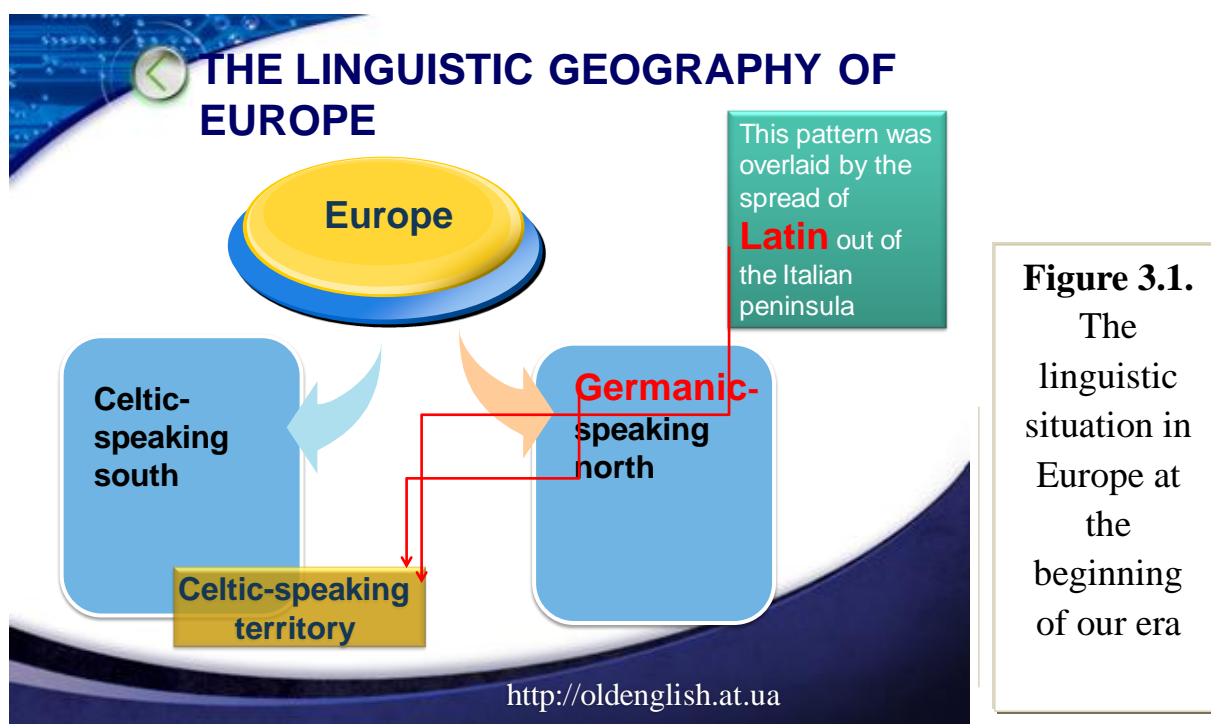 THE LINGUISTIC GEOGRAPHY OF
EUROPE
This pattern was
overlaid by the
spread of
Latin out of
the Italian
peninsula
Europe
Celtic-
speaking
south
Germanic-
speaking
north
Celtic-speaking
territory
http://oldenglish.at.ua
Figure 3.1.
The
linguistic
situation in
Europe at
the
beginning
of our era